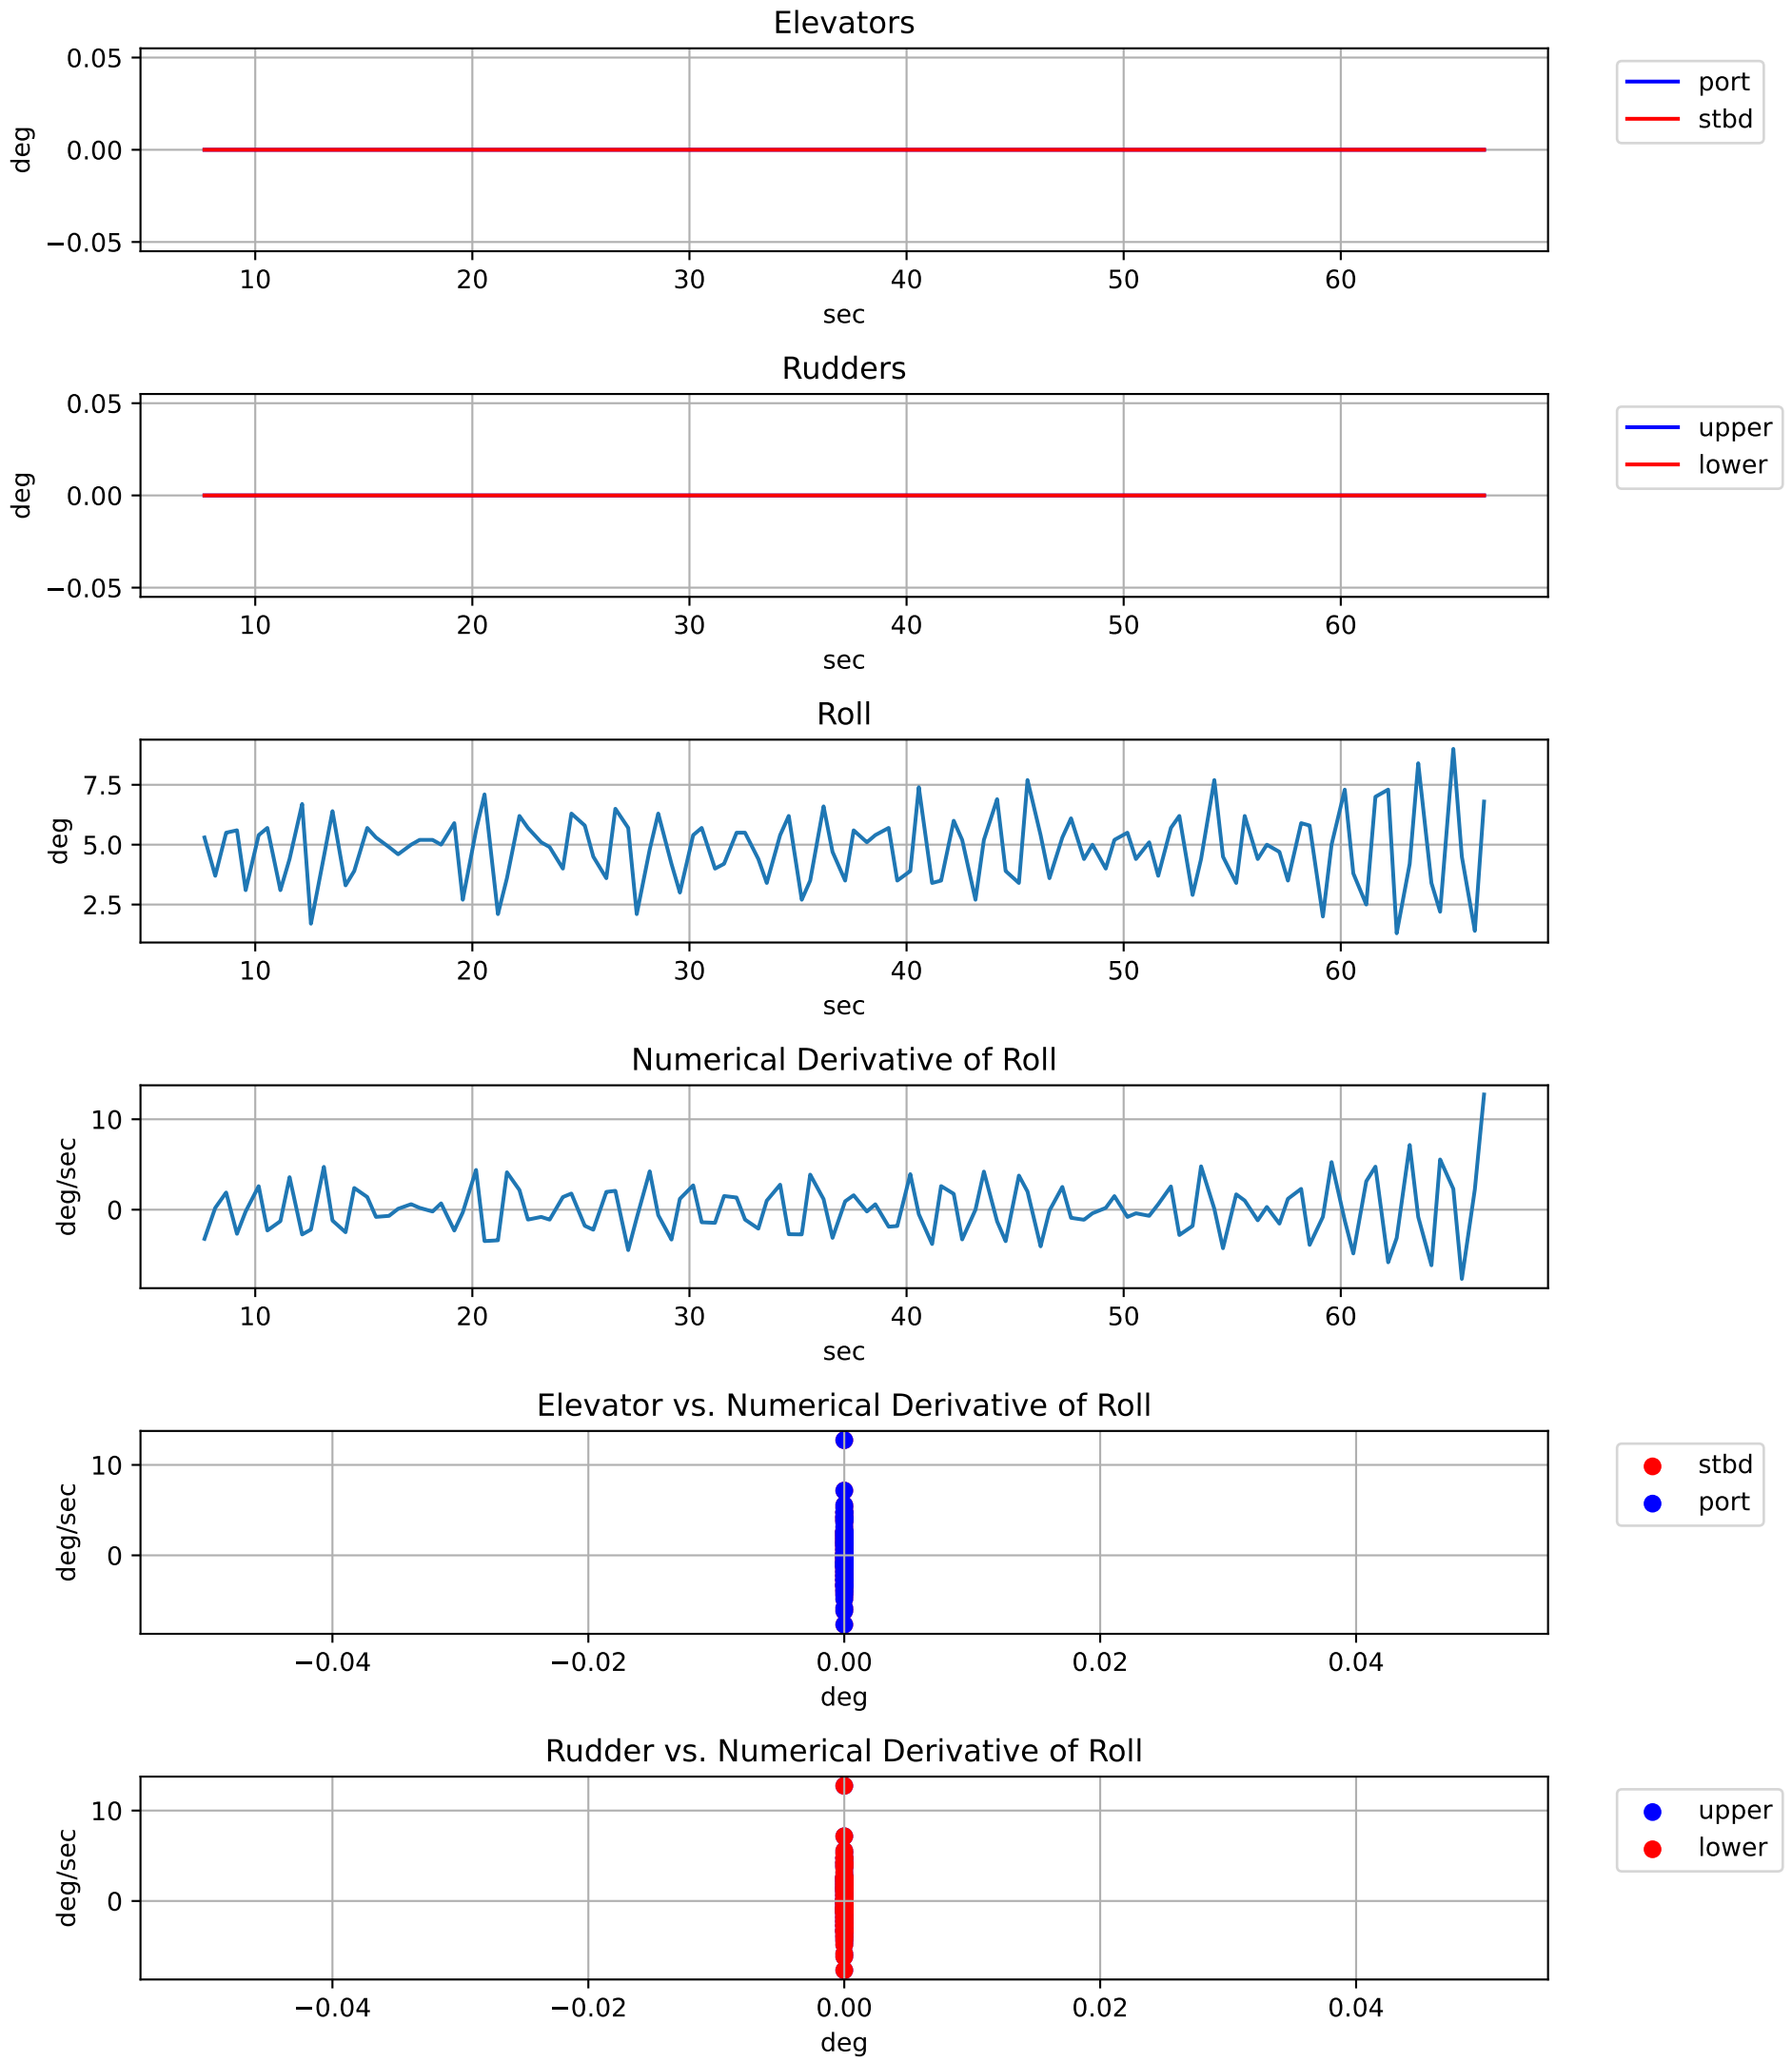 Elevators
deg
0.05
0.00
−0.05
10 20 30 40 50 60
sec
port
stbd
Rudders
deg
0.05
0.00
−0.05
10 20 30 40 50 60
sec
upper
lower
Roll
deg
7.5
5.0
2.5
10 20 30 40 50 60
sec
Numerical Derivative of Roll
deg/sec
10
0
10 20 30 40 50 60
sec
Elevator vs. Numerical Derivative of Roll
deg/sec
10
0
−0.04 −0.02 0.00 0.02 0.04
deg
stbd
port
Rudder vs. Numerical Derivative of Roll
deg/sec
10
0
−0.04 −0.02 0.00 0.02 0.04
deg
upper
lower